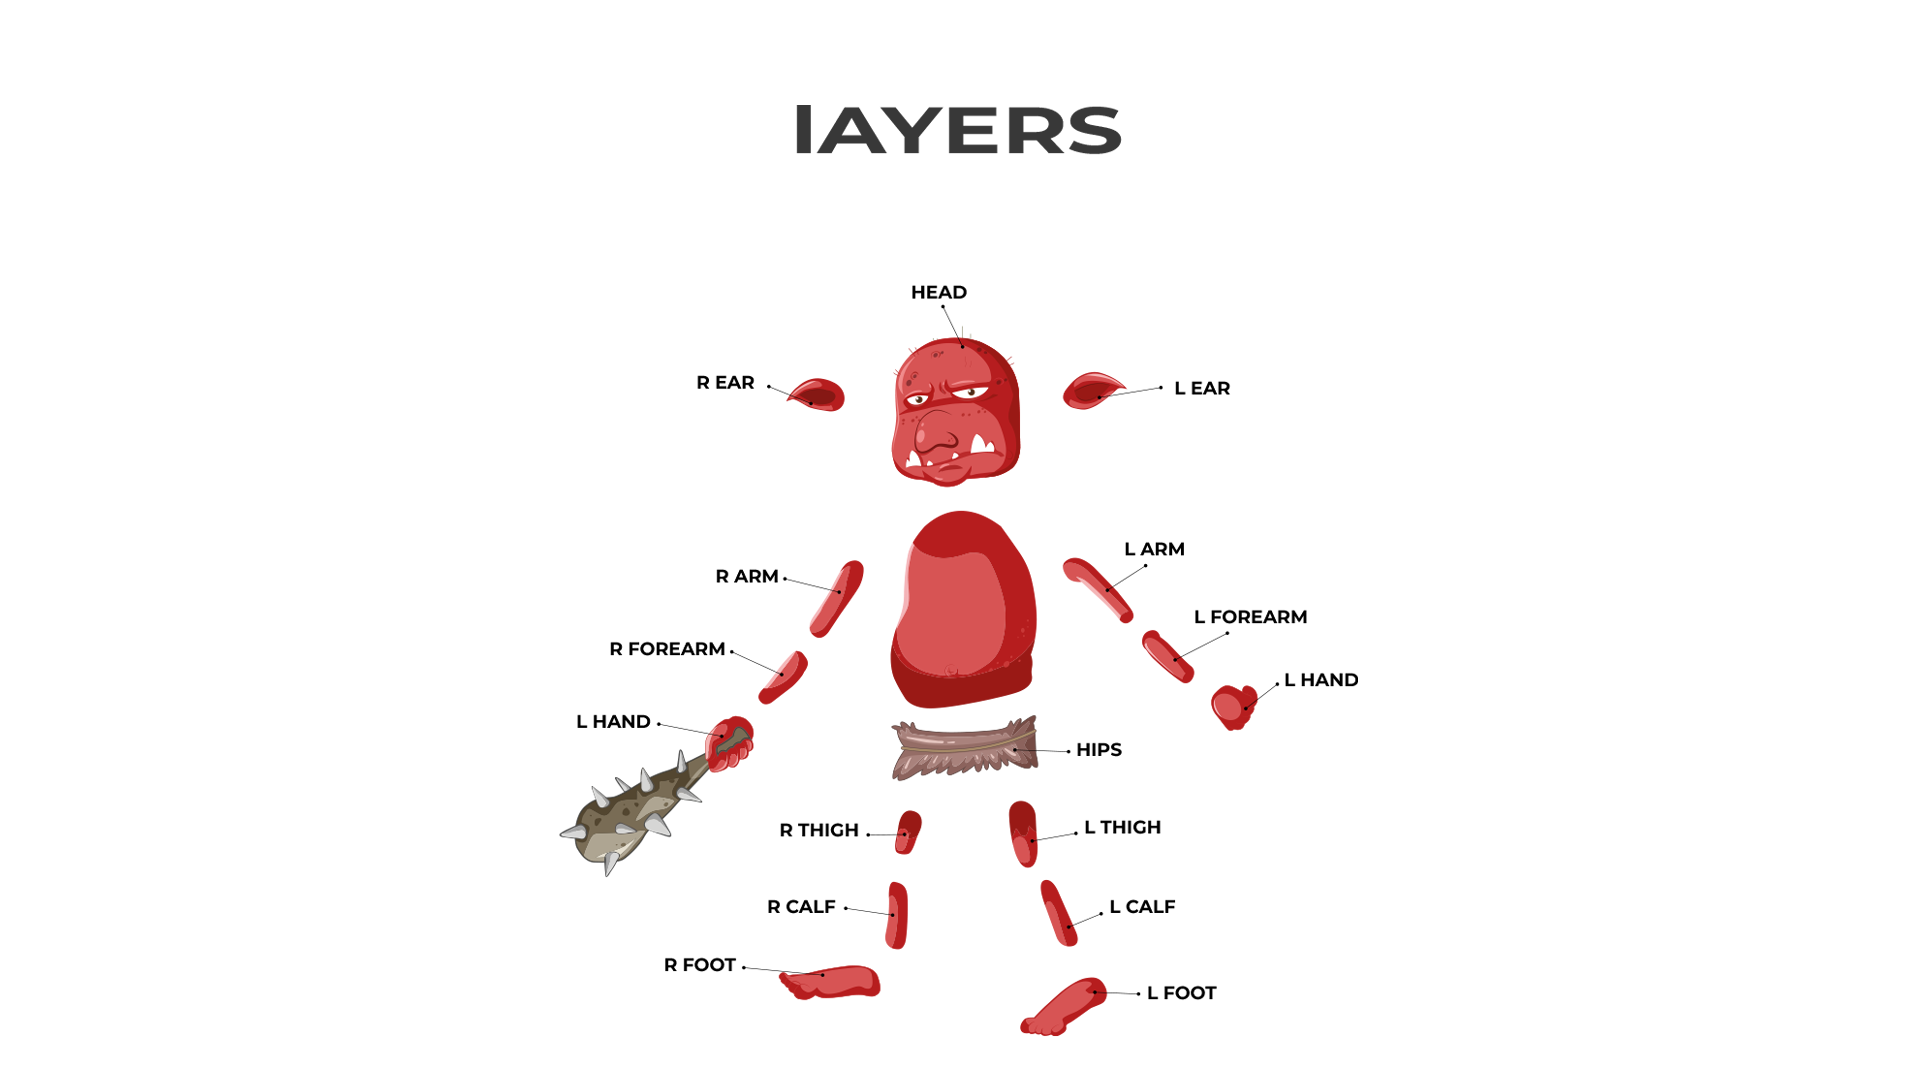 lAYERS
HEAD
R EAR
L EAR
L ARM
R ARM
L FOREARM
R FOREARM
L HAND
L HAND
HIPS
R THIGH
L THIGH
R CALF
L CALF
R FOOT
L FOOT